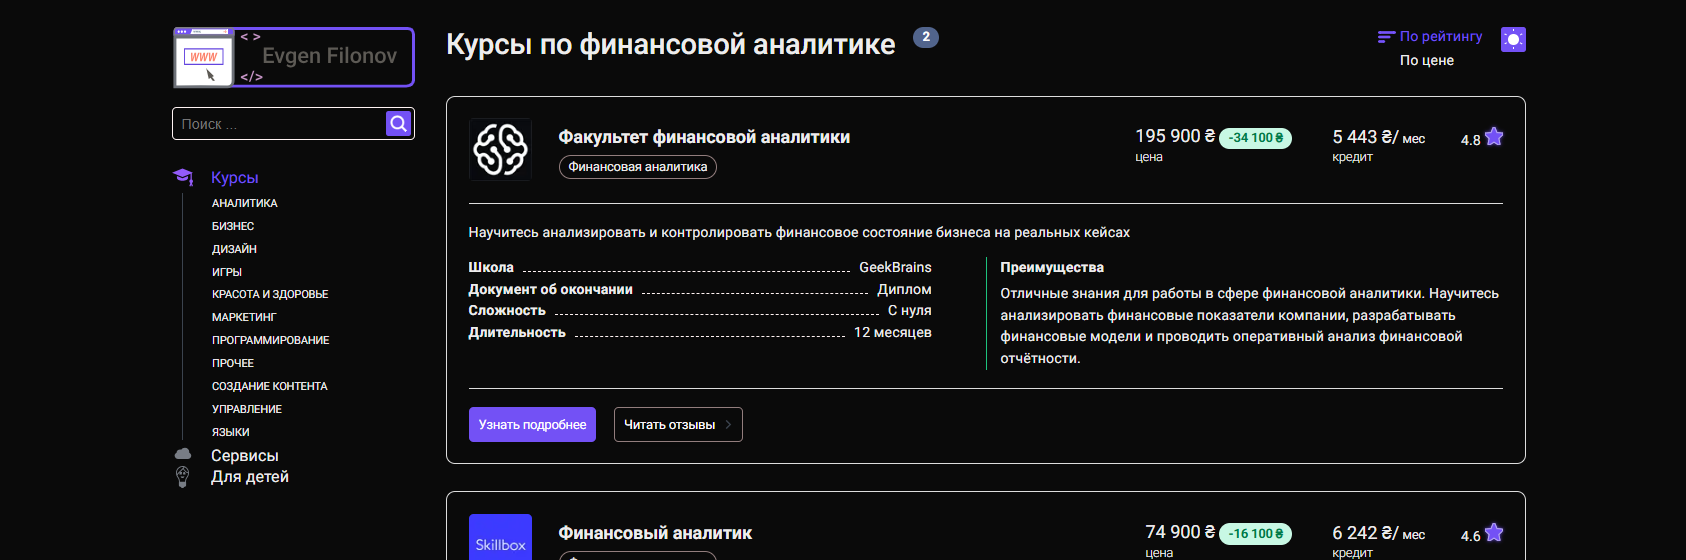 < >
www
Evgen Filonov
</>
Поиск ...
Курсы
АНАЛИТИКА
БИЗНЕС
ДИЗАЙН
ИГРЫ
КРАСОТА И ЗДОРОВЬЕ
МАРКЕТИНГ
ПРОГРАММИРОВАНИЕ
ПРОЧЕЕ
СОЗДАНИЕ КОНТЕНТА
УПРАВЛЕНИЕ
ЯЗЫКИ
Сервисы
Для детей
Курсы по финансовой аналитике 2
По рейтингу
По цене
Факультет финансовой аналитики
Финансовая аналитика
195 900 ₴ -34 100 ₴
цена
5 443 ₴/ мес
кредит
4.8
Научитесь анализировать и контролировать финансовое состояние бизнеса на реальных кейсах
Школа GeekBrains
Документ об окончании Диплом
Сложность С нуля
Длительность 12 месяцев
Преимущества
Отличные знания для работы в сфере финансовой аналитики. Научитесь
анализировать финансовые показатели компании, разрабатывать
финансовые модели и проводить оперативный анализ финансовой
отчётности.
Узнать подробнее
Читать отзывы >
Skillbox
Финансовый аналитик
74 900 ₴ -16 100 ₴
цена
6 242 ₴/ мес
кредит
4.6